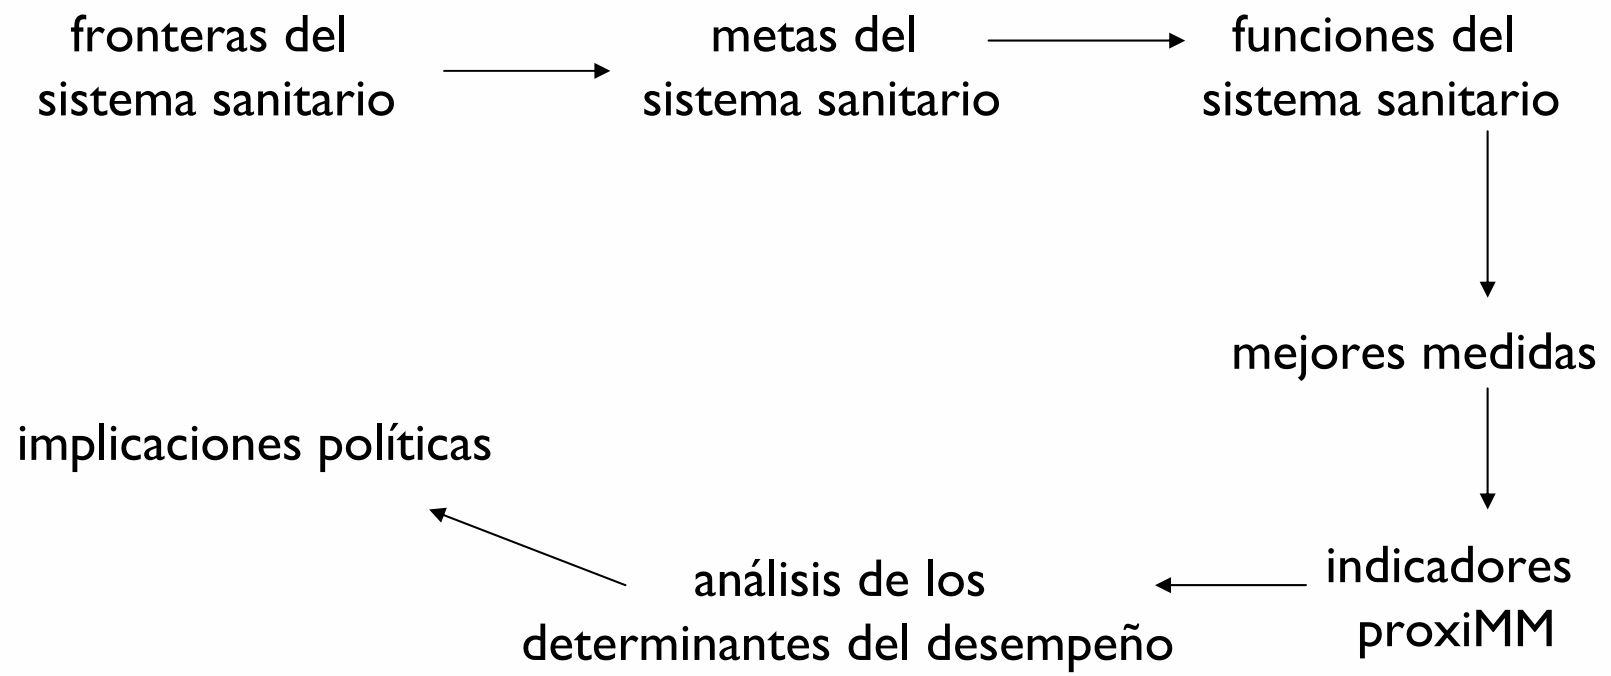 fronteras del
sistema sanitario
metas del
sistema sanitario
funciones del
sistema sanitario
mejores medidas
indicadores
proxiMM
análisis de los
determinantes del desempeño
implicaciones políticas